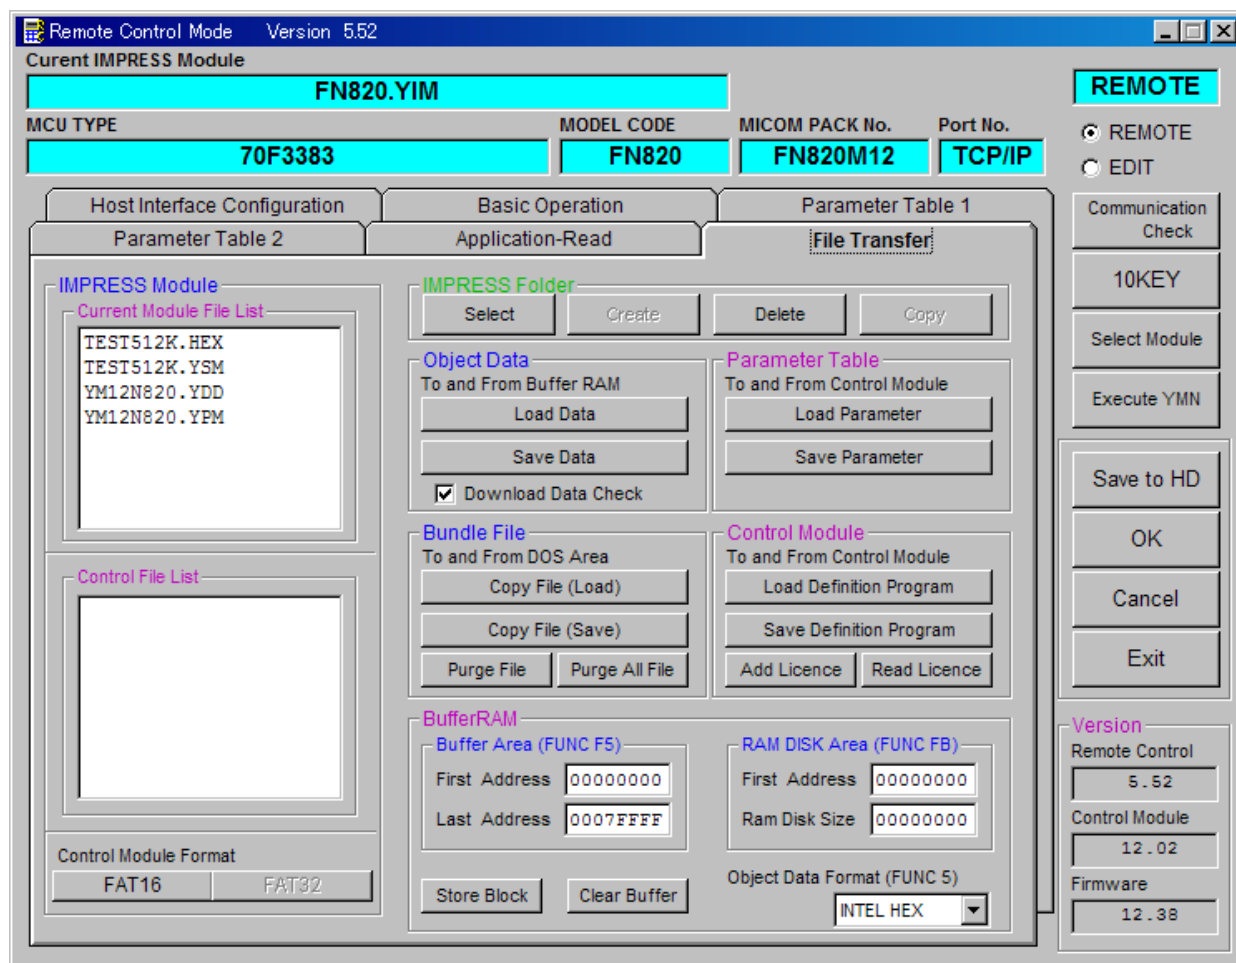 Remote Control Mode Version 5.52
Curent IMPRESS Module
FN820.YIM
REMOTE
MCU TYPE MODEL CODE MICOM PACK No. Port No.
70F3383 FN820 FN820M12 TCP/IP
REMOTE
EDIT
Host Interface Configuration Basic Operation Parameter Table 1
Parameter Table 2 Application-Read File Transfer
IMPRESS Module
Current Module File List
TEST512K.HEX
TEST512K.YSM
YM12N820.YDD
YM12N820.YPM
Control File List
Control Module Format
FAT16 FAT32
IMPRESS Folder
Select Create Delete Copy
Object Data
To and From Buffer RAM
Load Data
Save Data
Download Data Check
Parameter Table
To and From Control Module
Load Parameter
Save Parameter
Bundle File
To and From DOS Area
Copy File (Load)
Copy File (Save)
Purge File Purge All File
Control Module
To and From Control Module
Load Definition Program
Save Definition Program
Add Licence Read Licence
BufferRAM
Buffer Area (FUNC F5)
First Address 00000000
Last Address 0007FFFF
RAM DISK Area (FUNC FB)
First Address 00000000
Ram Disk Size 00000000
Store Block Clear Buffer
Object Data Format (FUNC 5)
INTEL HEX
Communication
Check
10KEY
Select Module
Execute YMN
Save to HD
OK
Cancel
Exit
Version
Remote Control
5.52
Control Module
12.02
Firmware
12.38